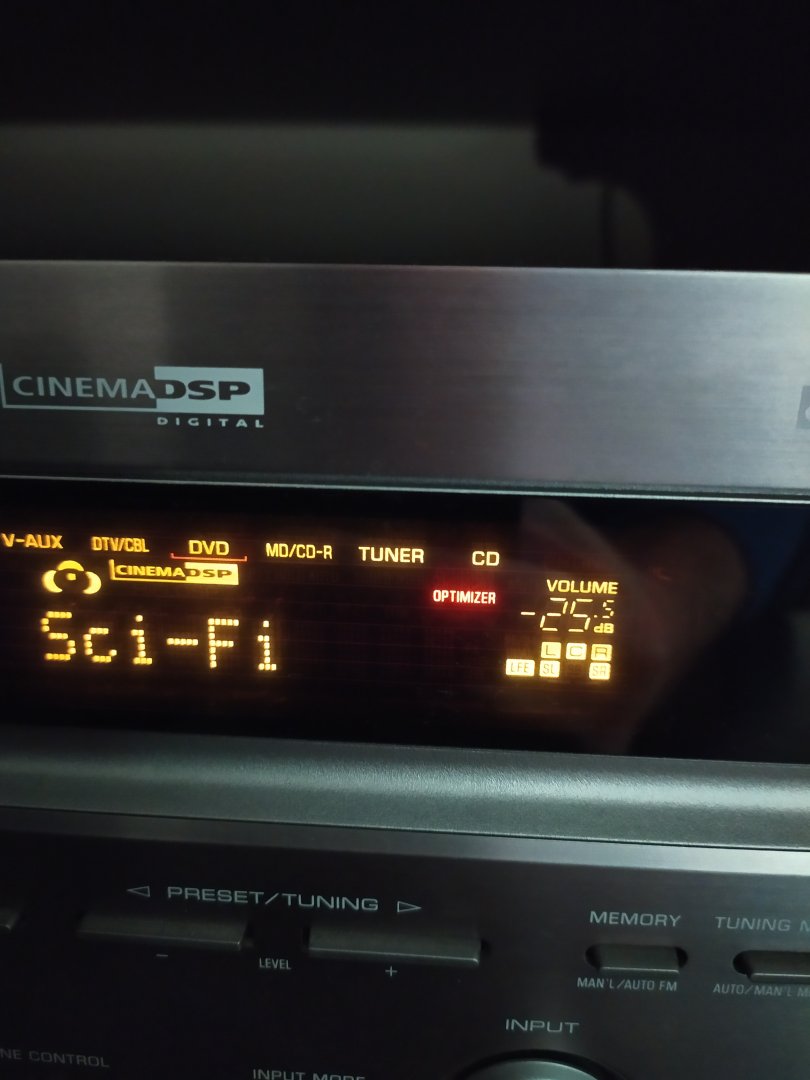 CINEMA DSP
DIGITAL
V-AUX DTV/CBL DVD MD/CD-R TUNER CD
CINEMA DSP
OPTIMIZER
VOLUME
-25.5
dB
Sci-Fi
L C R
LFE SL SR
◁ PRESET/TUNING ▷
− LEVEL +
MEMORY
MAN'L/AUTO FM
TUNING M
AUTO/MAN'L M
INPUT
NE CONTROL
INPUT MODE